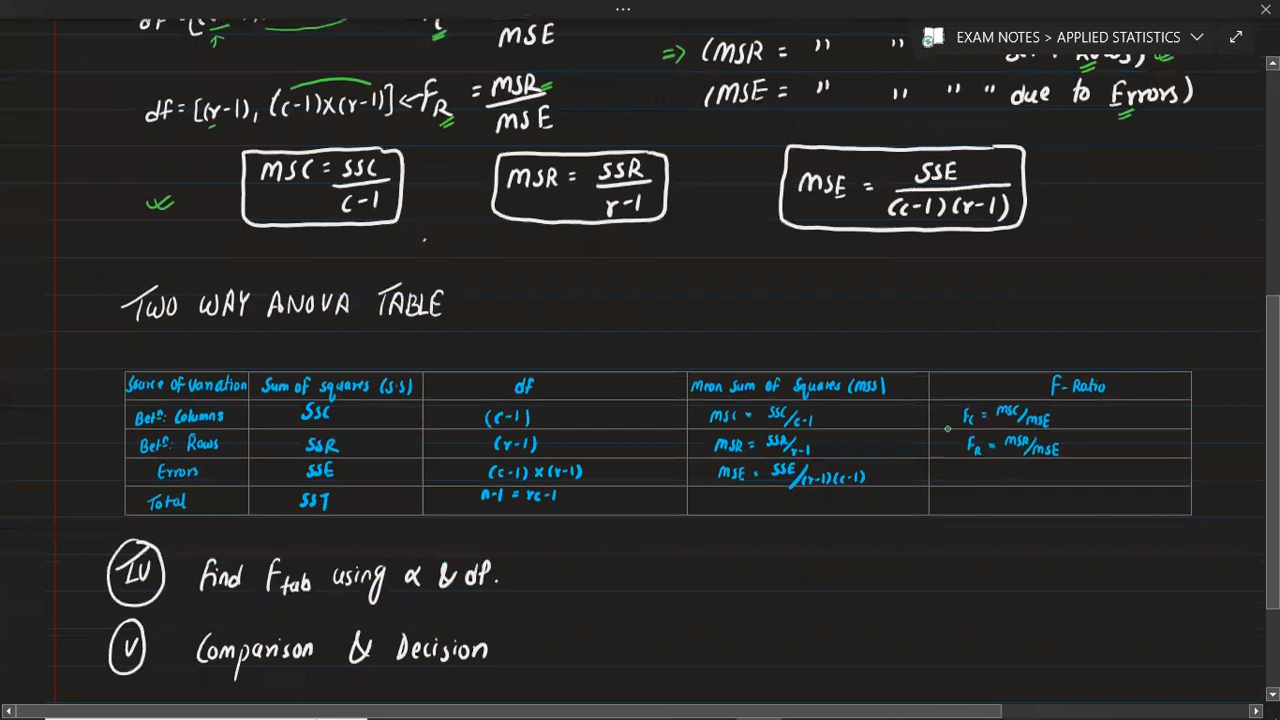 EXAM NOTES > APPLIED STATISTICS
MSE
=> (MSR = " "
df = [(r-1), (c-1)x(r-1)] ← FR = MSR/MSE
(MSE = " " " " due to Errors)
MSC = SSC/c-1
MSR = SSR/r-1
MSE = SSE/(c-1)(r-1)
TWO WAY ANOVA TABLE
Source of Variation Sum of squares (S.S) df Mean Sum of Squares (MSS) F-Ratio
Betn: Columns SSC (c-1) MSC = SSC/c-1 FC = MSC/MSE
Betn: Rows SSR (r-1) MSR = SSR/r-1 FR = MSR/MSE
Errors SSE (c-1) x (r-1) MSE = SSE/(r-1)(c-1)
Total SST n-1 = rc-1
IV find Ftab using α & df.
V Comparison & Decision